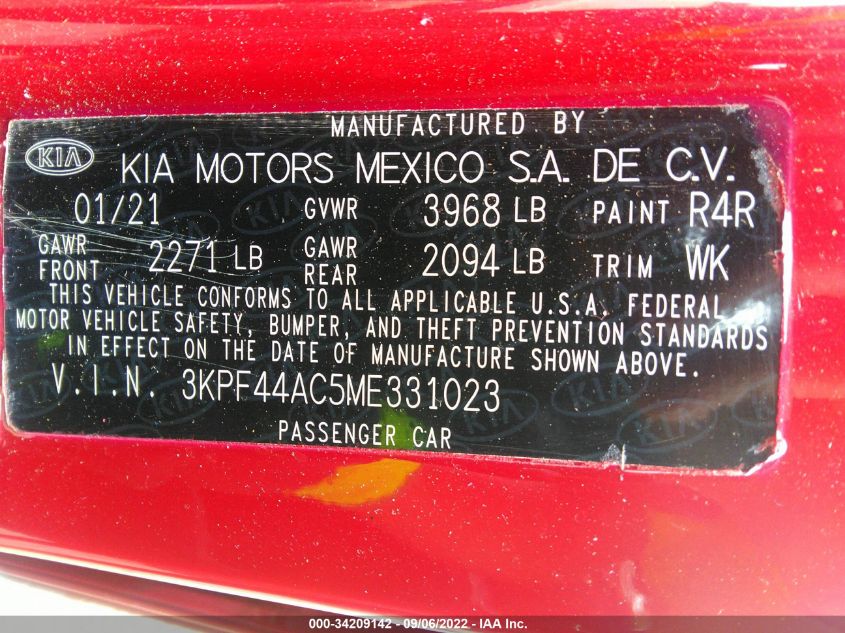 MANUFACTURED BY
KIA KIA MOTORS MEXICO S.A. DE C.V.
01/21 GVWR 3968 LB PAINT R4R
GAWR FRONT 2271 LB GAWR REAR 2094 LB TRIM WK
THIS VEHICLE CONFORMS TO ALL APPLICABLE U.S.A. FEDERAL
MOTOR VEHICLE SAFETY, BUMPER, AND THEFT PREVENTION STANDARDS
IN EFFECT ON THE DATE OF MANUFACTURE SHOWN ABOVE.
V.I.N. 3KPF44AC5ME331023
PASSENGER CAR
000-34209142 - 09/06/2022 - IAA Inc.